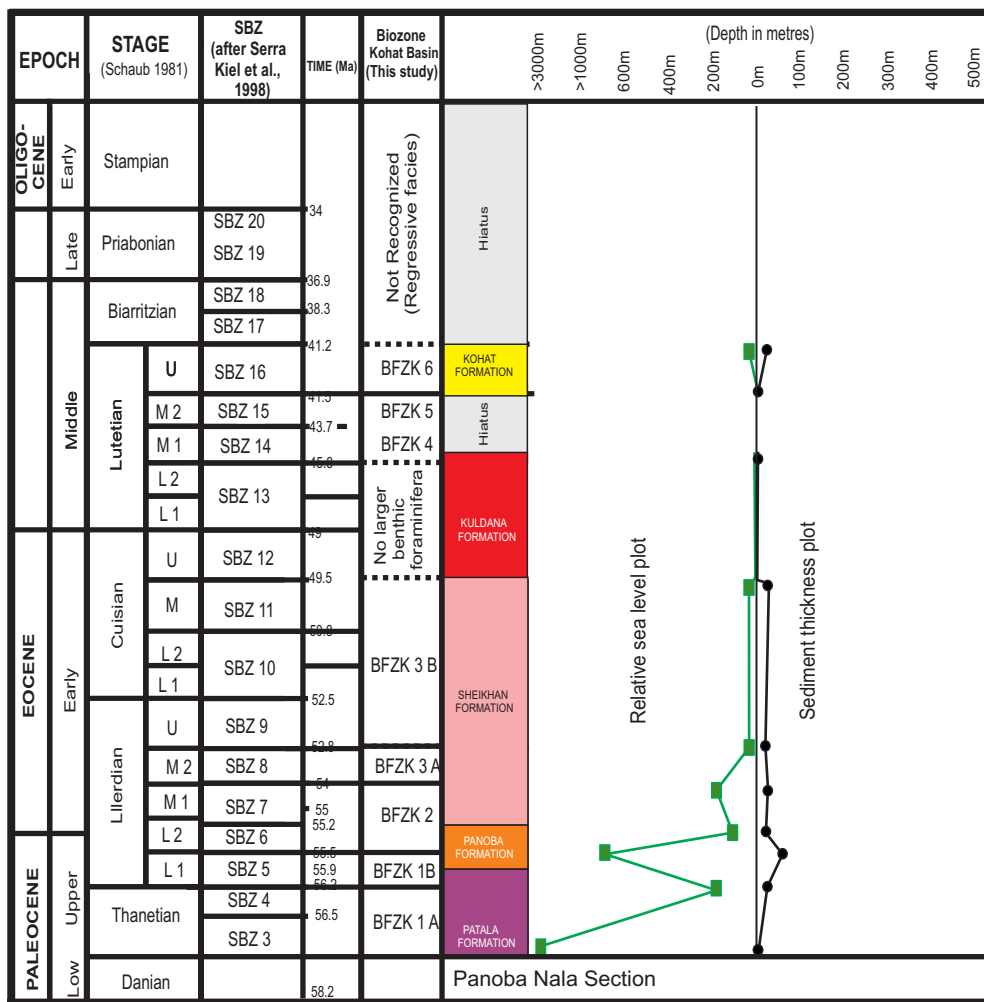 EPOCH
STAGE
(Schaub 1981)
SBZ
(after Serra
Kiel et al.,
1998)
TIME (Ma)
Biozone
Kohat Basin
(This study)
(Depth in metres)
>3000m
>1000m
600m
400m
200m
0m
100m
200m
300m
400m
500m
OLIGO-
CENE
Early
Stampian
34
Not Recognized
(Regressive facies)
Hiatus
Late
Priabonian
SBZ 20
SBZ 19
36.9
Middle
Biarritzian
SBZ 18
38.3
SBZ 17
41.2
Lutetian
U
SBZ 16
BFZK 6
KOHAT
FORMATION
41.5
M 2
SBZ 15
BFZK 5
Hiatus
43.7
M 1
SBZ 14
BFZK 4
L 2
SBZ 13
L 1
No larger
benthic
foraminifera
KULDANA
FORMATION
49
EOCENE
Early
Cuisian
U
SBZ 12
49.5
M
SBZ 11
L 2
SBZ 10
L 1
BFZK 3 B
SHEIKHAN
FORMATION
52.5
LIlerdian
U
SBZ 9
52.8
M 2
SBZ 8
BFZK 3 A
54
M 1
SBZ 7
55
BFZK 2
55.2
L 2
SBZ 6
PANOBA
FORMATION
PALEOCENE
Upper
L 1
SBZ 5
55.9
BFZK 1B
56.2
Thanetian
SBZ 4
56.5
SBZ 3
BFZK 1 A
PATALA
FORMATION
Low
Danian
58.2
Relative sea level plot
Sediment thickness plot
Panoba Nala Section